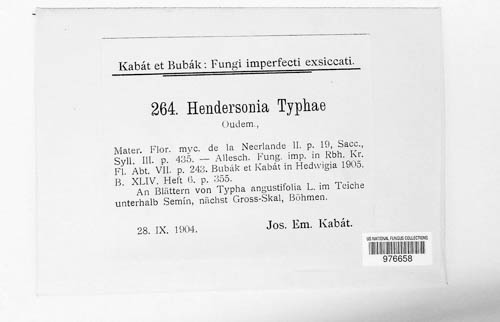 Kabát et Bubák: Fungi imperfecti exsiccati.
264. Hendersonia Typhae
Oudem.,
Mater. Flor. myc. de la Neerlande II. p. 19, Sacc.,
Syll. III. p. 435. — Allesch. Fung. imp. in Rbh. Kr.
Fl. Abt. VII. p. 243. Bubák et Kabát in Hedwigia 1905.
B. XLIV, Heft 6. p. 355.
An Blättern von Typha angustifolia L. im Teiche
unterhalb Semín, nächst Gross-Skal, Böhmen.
28. IX. 1904.
Jos. Em. Kabát.
US NATIONAL FUNGUS COLLECTIONS
976658